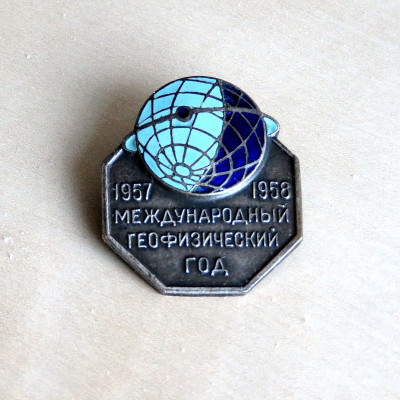 1957 1958
МЕЖДУНАРОДНЫЙ
ГЕОФИЗИЧЕСКИЙ
ГОД